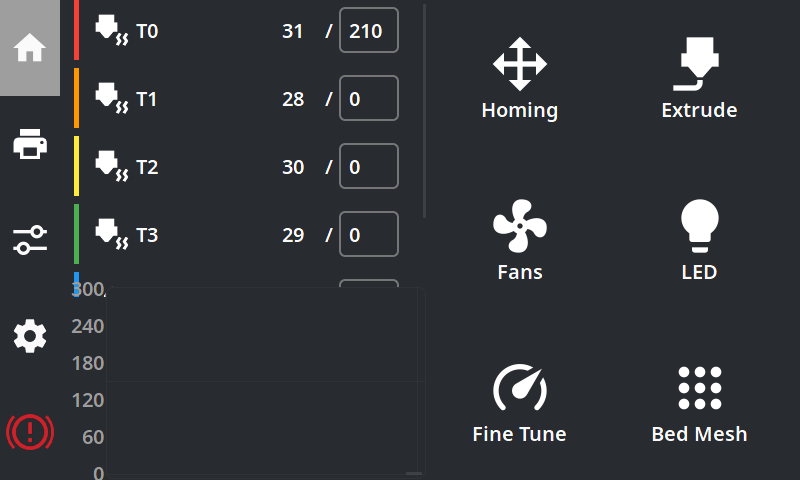 T0 31 / 210
T1 28 / 0
T2 30 / 0
T3 29 / 0
300
240
180
120
60
0
Homing Extrude
Fans LED
Fine Tune Bed Mesh